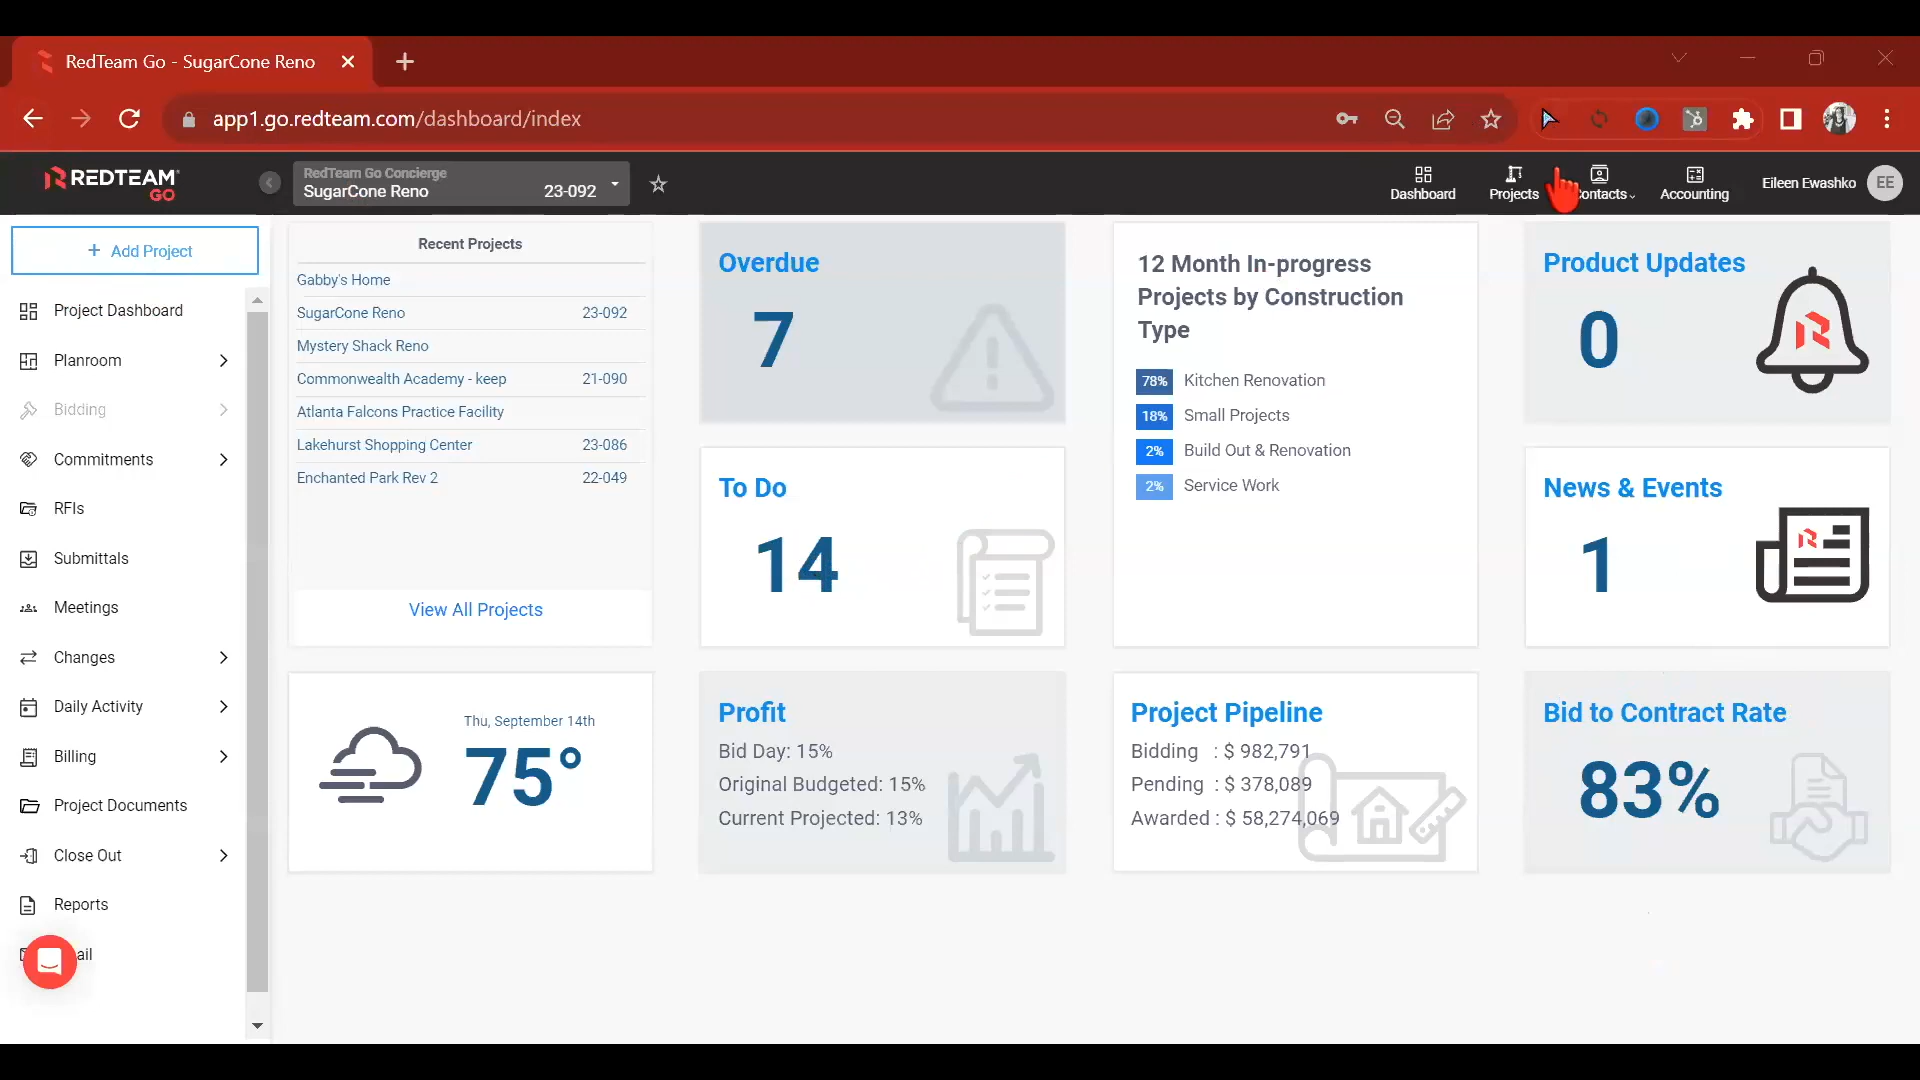 RedTeam Go - SugarCone Reno
app1.go.redteam.com/dashboard/index
REDTEAM
GO
RedTeam Go Concierge
SugarCone Reno 23-092
Dashboard
Projects
ontacts
Accounting
Eileen Ewashko
EE
+ Add Project
Project Dashboard
Planroom
Bidding
Commitments
RFIs
Submittals
Meetings
Changes
Daily Activity
Billing
Project Documents
Close Out
Reports
ail
Recent Projects
Gabby's Home
SugarCone Reno 23-092
Mystery Shack Reno
Commonwealth Academy - keep 21-090
Atlanta Falcons Practice Facility
Lakehurst Shopping Center 23-086
Enchanted Park Rev 2 22-049
View All Projects
Thu, September 14th
75°
Overdue
7
To Do
14
Profit
Bid Day: 15%
Original Budgeted: 15%
Current Projected: 13%
12 Month In-progress
Projects by Construction
Type
78% Kitchen Renovation
18% Small Projects
2% Build Out & Renovation
2% Service Work
Project Pipeline
Bidding : $ 982,791
Pending : $ 378,089
Awarded : $ 58,274,069
Product Updates
0
News & Events
1
Bid to Contract Rate
83%